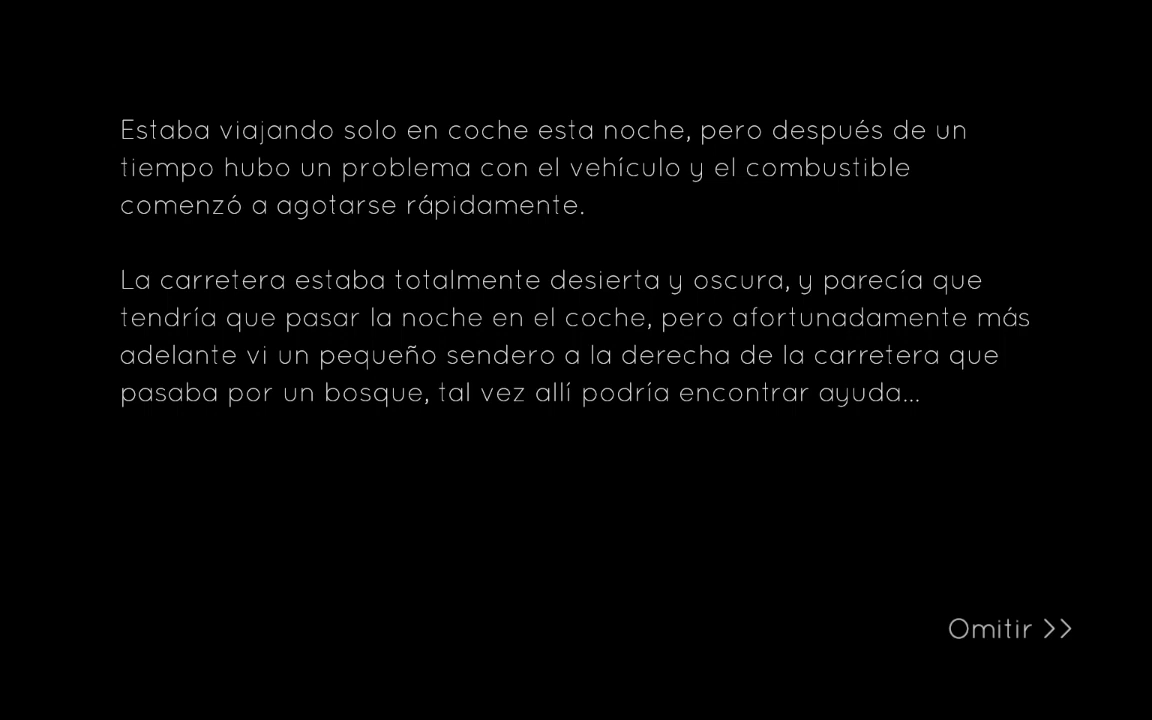 Estaba viajando solo en coche esta noche, pero después de un
tiempo hubo un problema con el vehículo y el combustible
comenzó a agotarse rápidamente.
La carretera estaba totalmente desierta y oscura, y parecía que
tendría que pasar la noche en el coche, pero afortunadamente más
adelante vi un pequeño sendero a la derecha de la carretera que
pasaba por un bosque, tal vez allí podría encontrar ayuda...
Omitir >>